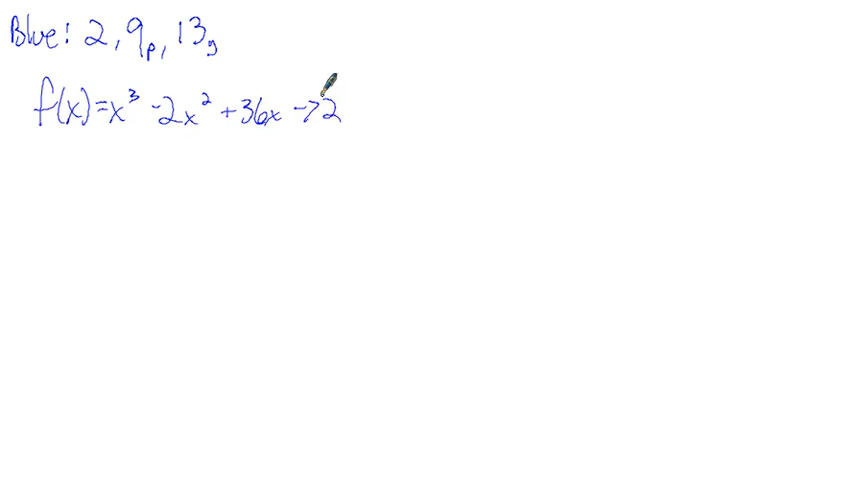 Blue: 2, 9p, 13g
f(x)=x³ -2x² +36x -72